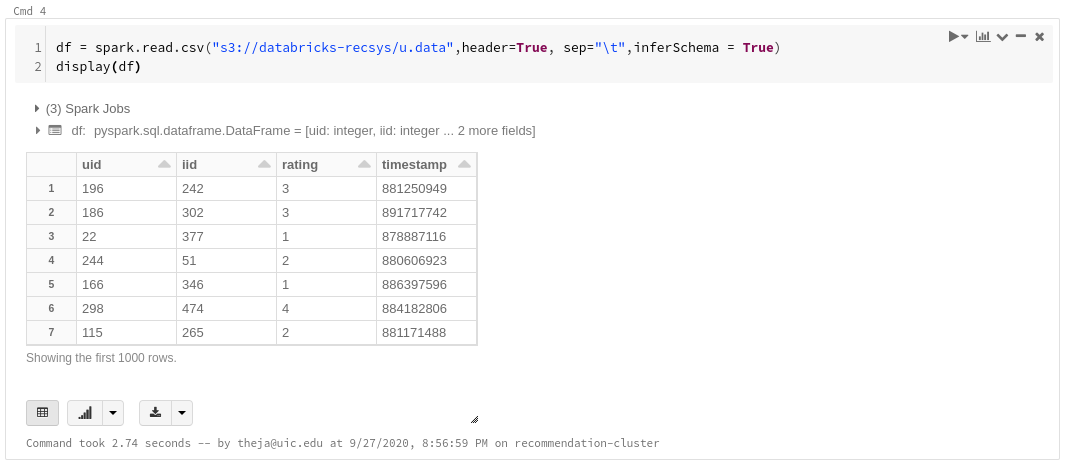 Cmd 4
1 df = spark.read.csv("s3://databricks-recsys/u.data",header=True, sep="\t",inferSchema = True)
2 display(df)
(3) Spark Jobs
df: pyspark.sql.dataframe.DataFrame = [uid: integer, iid: integer ... 2 more fields]
uid iid rating timestamp
1 196 242 3 881250949
2 186 302 3 891717742
3 22 377 1 878887116
4 244 51 2 880606923
5 166 346 1 886397596
6 298 474 4 884182806
7 115 265 2 881171488
Showing the first 1000 rows.
Command took 2.74 seconds -- by theja@uic.edu at 9/27/2020, 8:56:59 PM on recommendation-cluster